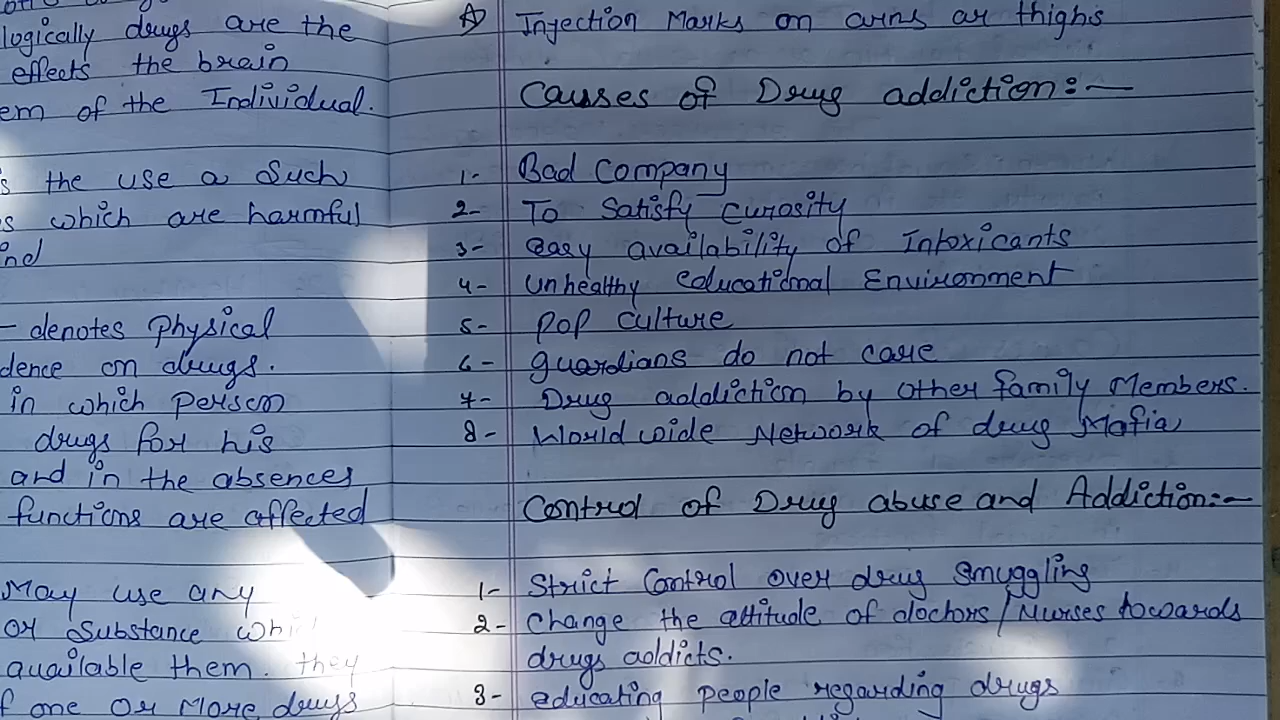 logically drugs are the
effects the brain
em of the Individual.
s the use a Such
s which are harmful
ind
- denotes Physical
dence on drugs.
in which Person
drugs for his
and in the absences
functions are affected
May use any
or Substance whi
available them. they
f one or More drugs
Injection Marks on arms ar thighs
Causes of Drug addiction:-
1- Bad Company
2- To Satisfy Curosity
3- easy availability of Intoxicants
4- unhealthy educational Environment
5- POP Culture
6- guardians do not care
7- Drug addiction by other family Members.
8- World wide Network of drug Mafia
Control of Drug abuse and Addiction:-
1- Strict Control over drug Smuggling
2- Change the attitude of doctors/Nurses towards
drugs addicts.
3- educating people regarding drugs